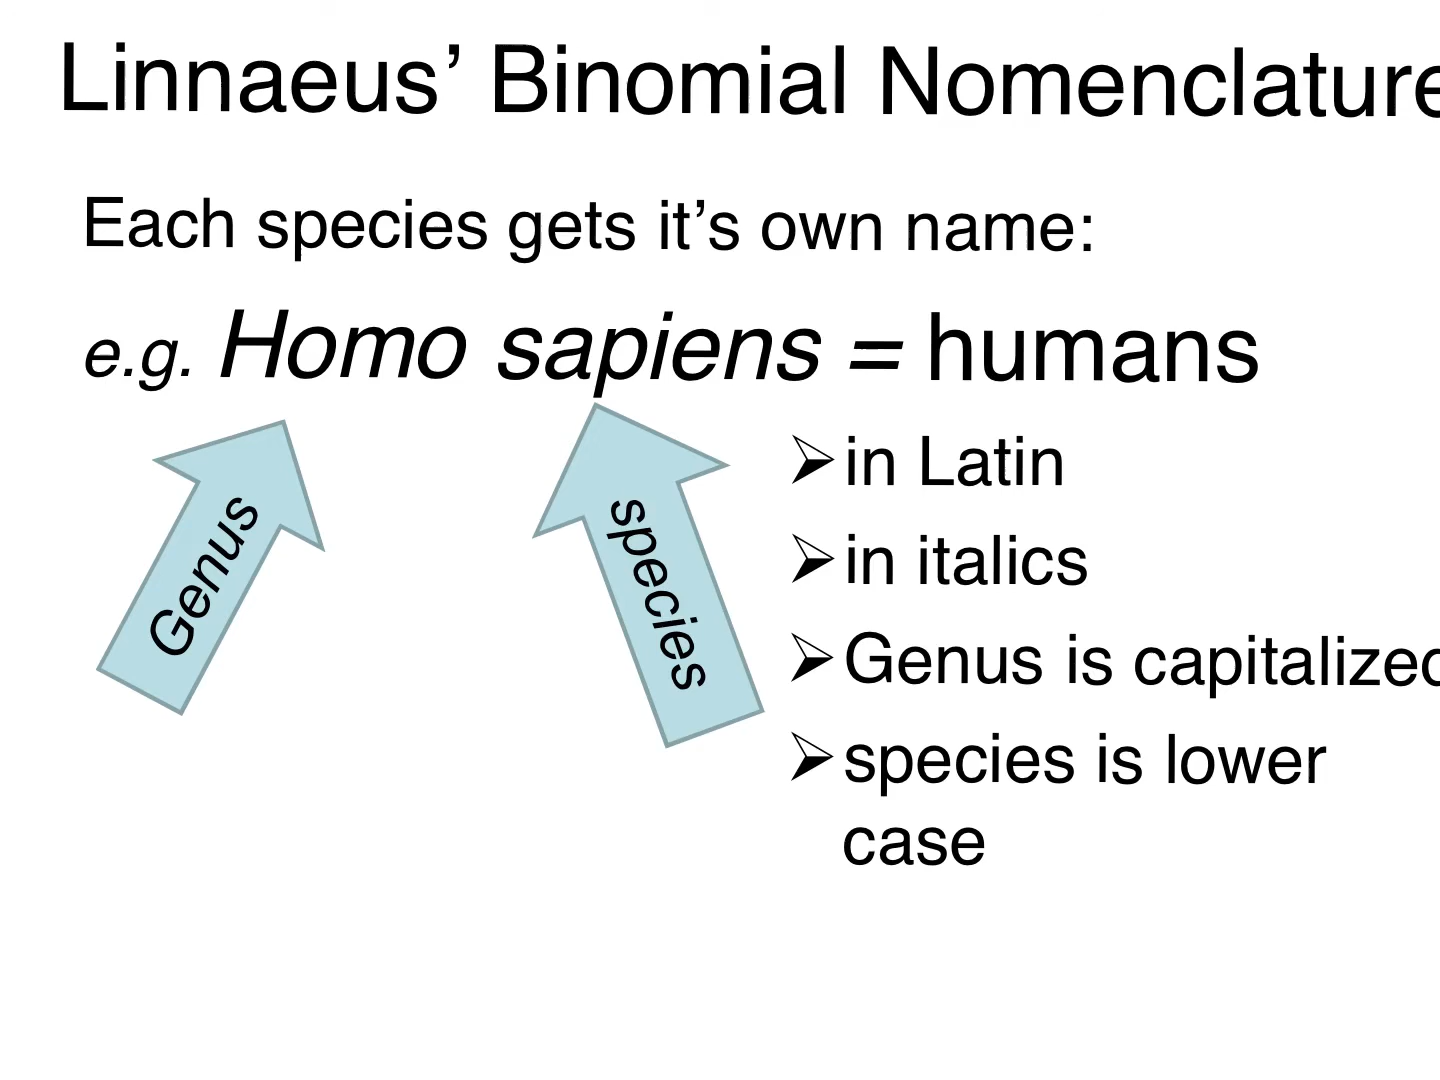 Linnaeus’ Binomial Nomenclature
Each species gets it’s own name:
e.g. Homo sapiens = humans
Genus
species
➢in Latin
➢in italics
➢Genus is capitalized
➢species is lower
case